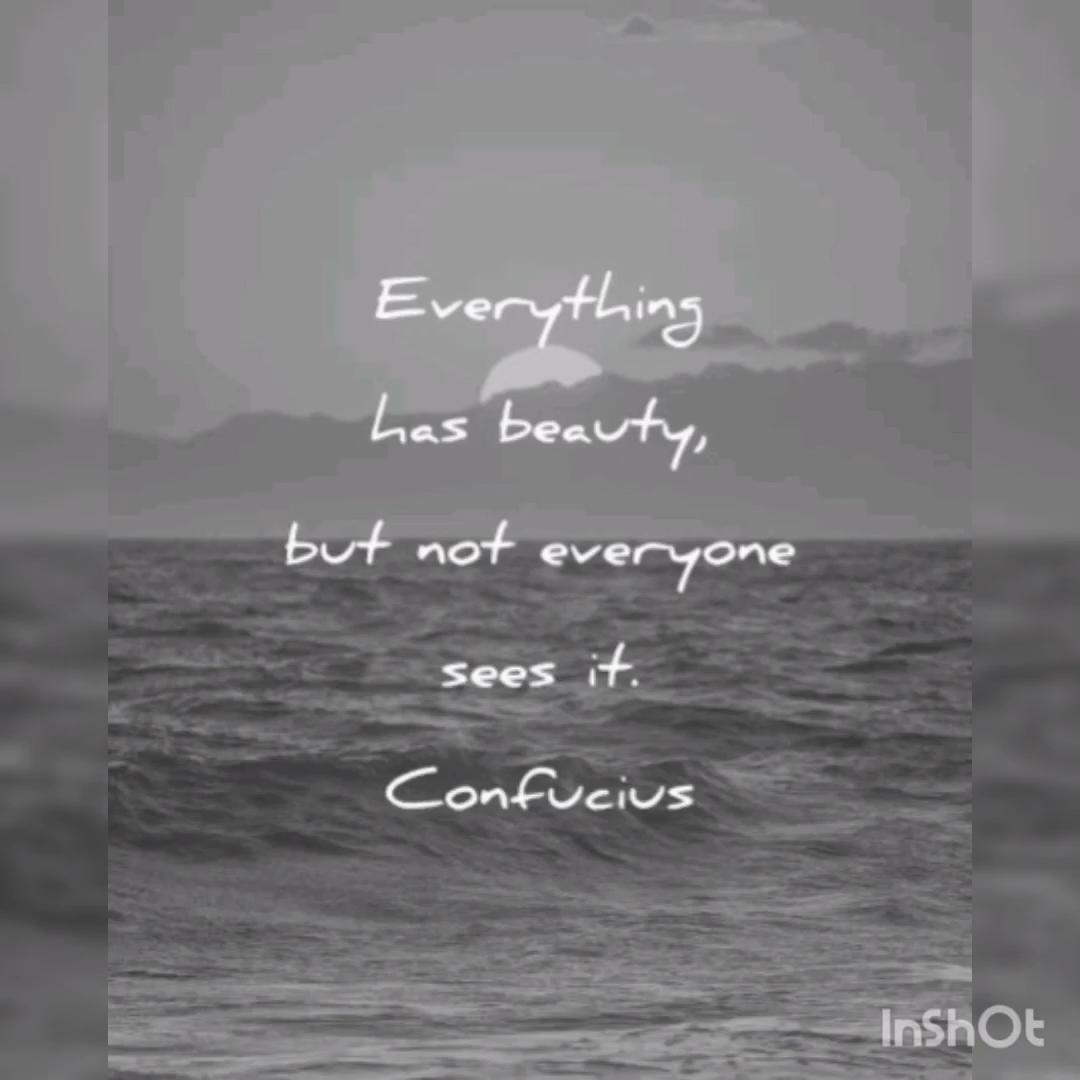 Everything
has beauty,
but not everyone
sees it.
Confucius
InShOt